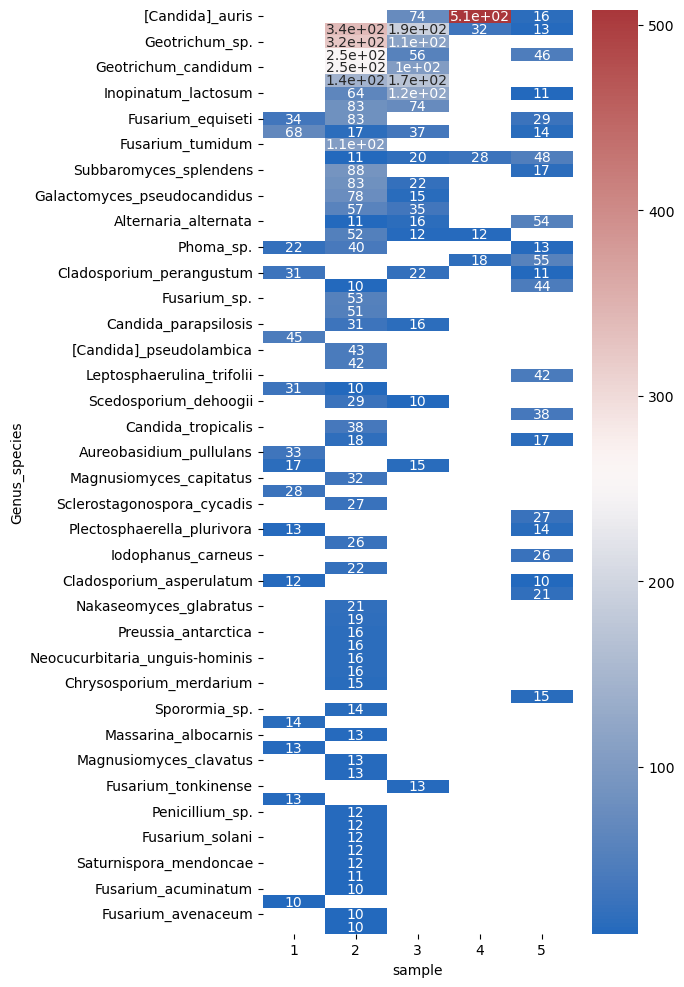 [Candida]_auris 74 5.1e+02 16
3.4e+02 1.9e+02 32 13
Geotrichum_sp. 3.2e+02 1.1e+02
2.5e+02 56 46
Geotrichum_candidum 2.5e+02 1e+02
1.4e+02 1.7e+02
Inopinatum_lactosum 64 1.2e+02 11
83 74
Fusarium_equiseti 34 83 29
68 17 37 14
Fusarium_tumidum 1.1e+02
11 20 28 48
Subbaromyces_splendens 88 17
83 22
Galactomyces_pseudocandidus 78 15
57 35
Alternaria_alternata 11 16 54
52 12 12
Phoma_sp. 22 40 13
18 55
Cladosporium_perangustum 31 22 11
10 44
Fusarium_sp. 53
51
Candida_parapsilosis 31 16
45
[Candida]_pseudolambica 43
42
Leptosphaerulina_trifolii 42
31 10
Scedosporium_dehoogii 29 10
38
Candida_tropicalis 38
18 17
Aureobasidium_pullulans 33
17 15
Magnusiomyces_capitatus 32
28
Sclerostagonospora_cycadis 27
27
Plectosphaerella_plurivora 13 14
26
Iodophanus_carneus 26
22
Cladosporium_asperulatum 12 10
21
Nakaseomyces_glabratus 21
19
Preussia_antarctica 16
16
Neocucurbitaria_unguis-hominis 16
16
Chrysosporium_merdarium 15
15
Sporormia_sp. 14
14
Massarina_albocarnis 13
13
Magnusiomyces_clavatus 13
13
Fusarium_tonkinense 13
13
Penicillium_sp. 12
12
Fusarium_solani 12
12
Saturnispora_mendoncae 12
11
Fusarium_acuminatum 10
10
Fusarium_avenaceum 10
10
1 2 3 4 5
sample
Genus_species
500
400
300
200
100